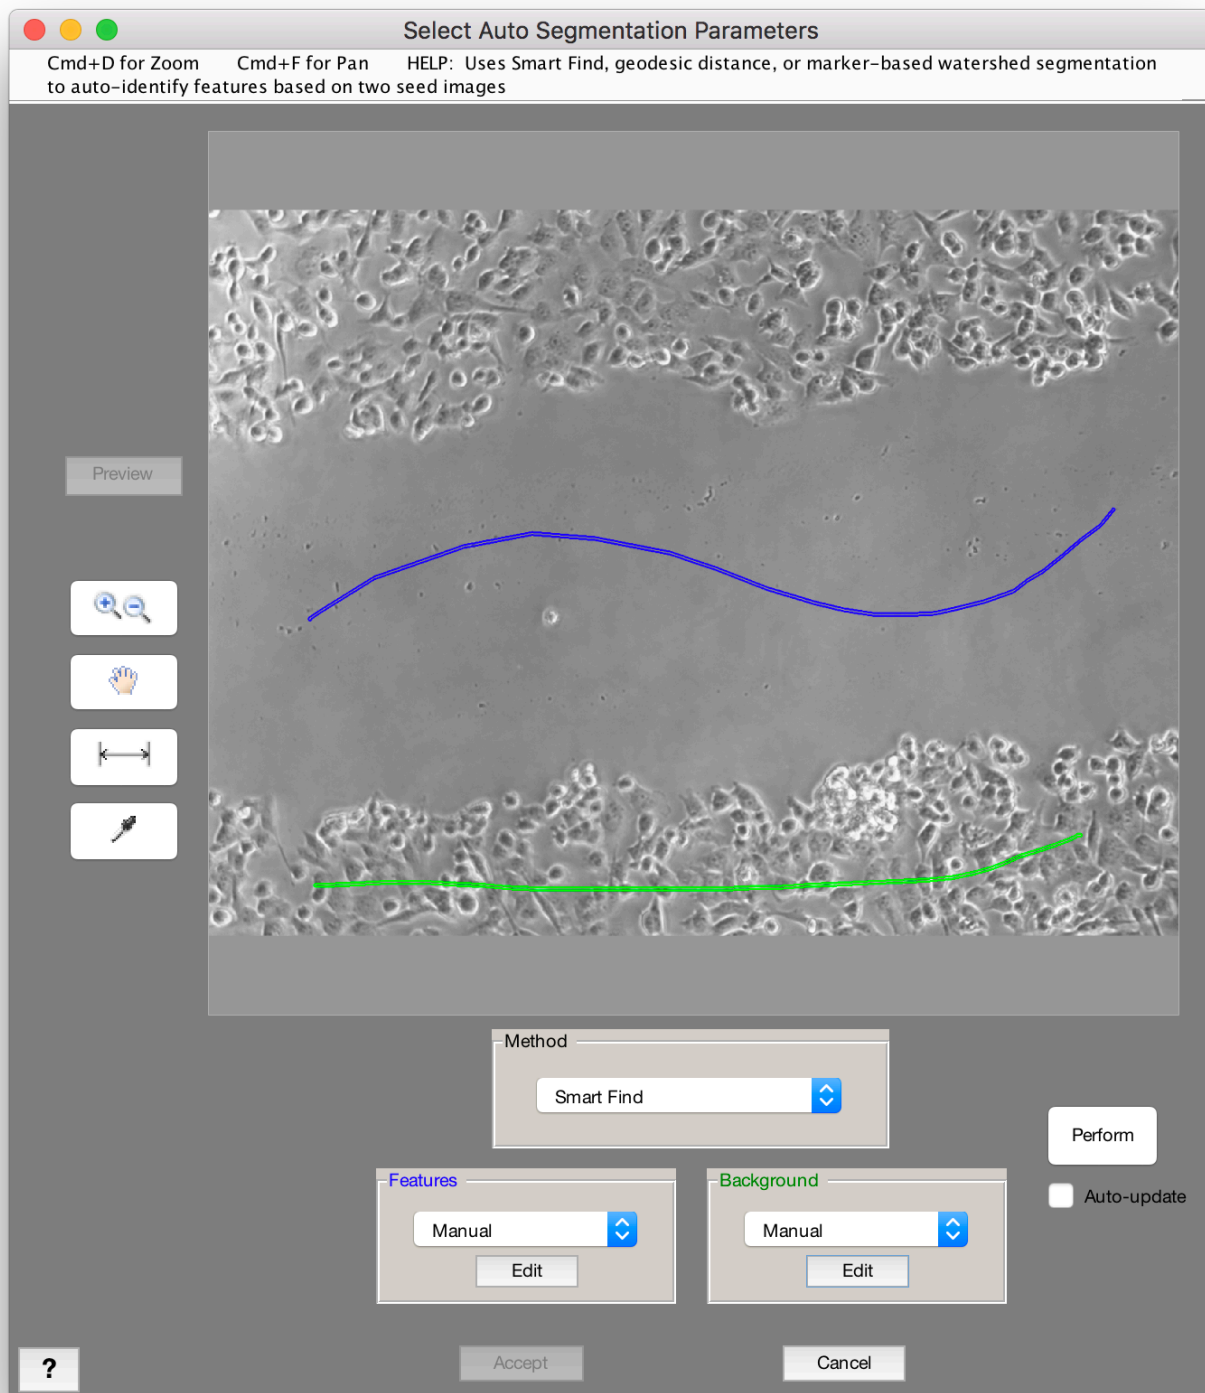 Select Auto Segmentation Parameters
Cmd+D for Zoom Cmd+F for Pan HELP: Uses Smart Find, geodesic distance, or marker-based watershed segmentation
to auto-identify features based on two seed images
Preview
Method
Smart Find
Perform
Features
Background
Auto-update
Manual
Manual
Edit
Edit
?
Accept
Cancel